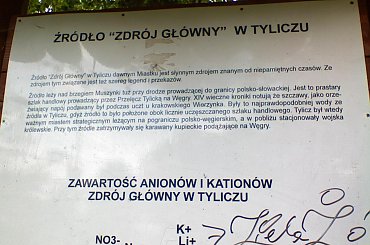 ŹRÓDŁO "ZDRÓJ GŁÓWNY" W TYLICZU
Źródło "Zdrój Główny" w Tyliczu dawnym Miastku jest słynnym zdrojem znanym od niepamiętnych czasów. Ze
zdrojem tym związane jest też szereg legend i przekazów.
Źródło leży nad brzegiem Muszynki tuż przy drodze prowadzącej do granicy polsko-słowackiej. Jest to prastary
szlak handlowy prowadzący przez Przełęcz Tylicką na Węgry. XIV wieczne kroniki notują że szczawy, jako orze-
źwiający napój podawany był podczas uczt u krakowskiego Wierzynka. Były to najprawdopodobniej wody ze
źródła w Tyliczu, gdyż źródło to było położone obok licznie uczęszczanego szlaku handlowego. Tylicz był wtedy
ważnym miastem strategicznym leżącym na pograniczu polsko-węgierskim, a w pobliżu stacjonowały wojska
królewskie. Przy tym źródle zatrzymywały się karawany kupieckie podążające na Węgry.
ZAWARTOŚĆ ANIONÓW I KATIONÓW
ZDRÓJ GŁÓWNY W TYLICZU
K+
NO3- Li+